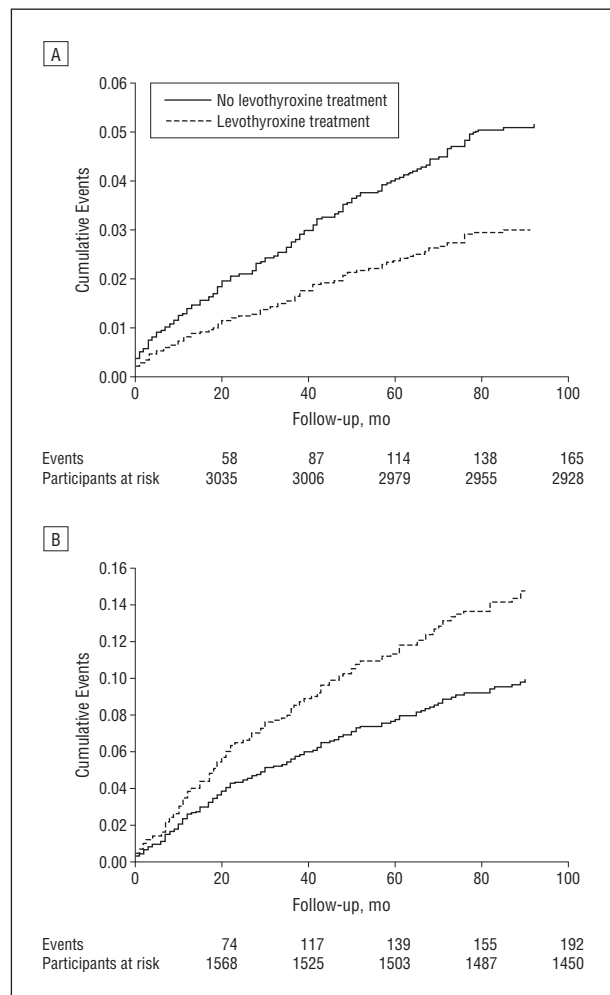 A
0.06
No levothyroxine treatment
Levothyroxine treatment
0.05
0.04
0.03
0.02
0.01
0.00
Cumulative Events
0 20 40 60 80 100
Follow-up, mo
Events 58 87 114 138 165
Participants at risk 3035 3006 2979 2955 2928
B
0.16
0.14
0.12
0.10
0.08
0.06
0.04
0.02
0.00
Cumulative Events
0 20 40 60 80 100
Follow-up, mo
Events 74 117 139 155 192
Participants at risk 1568 1525 1503 1487 1450